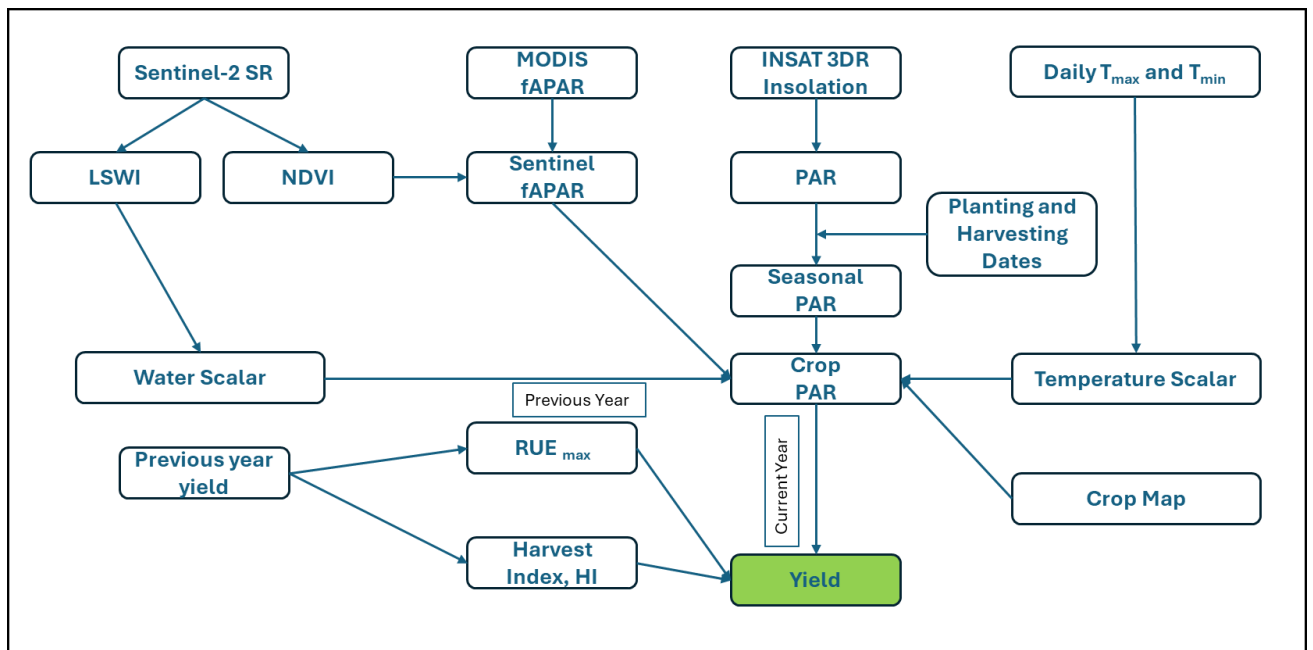 Sentinel-2 SR
MODIS
fAPAR
INSAT 3DR
Insolation
Daily Tmax and Tmin
LSWI
NDVI
Sentinel
fAPAR
PAR
Planting and
Harvesting
Dates
Seasonal
PAR
Water Scalar
Crop
PAR
Temperature Scalar
Previous Year
Previous year
yield
RUE max
Current Year
Crop Map
Harvest
Index, HI
Yield